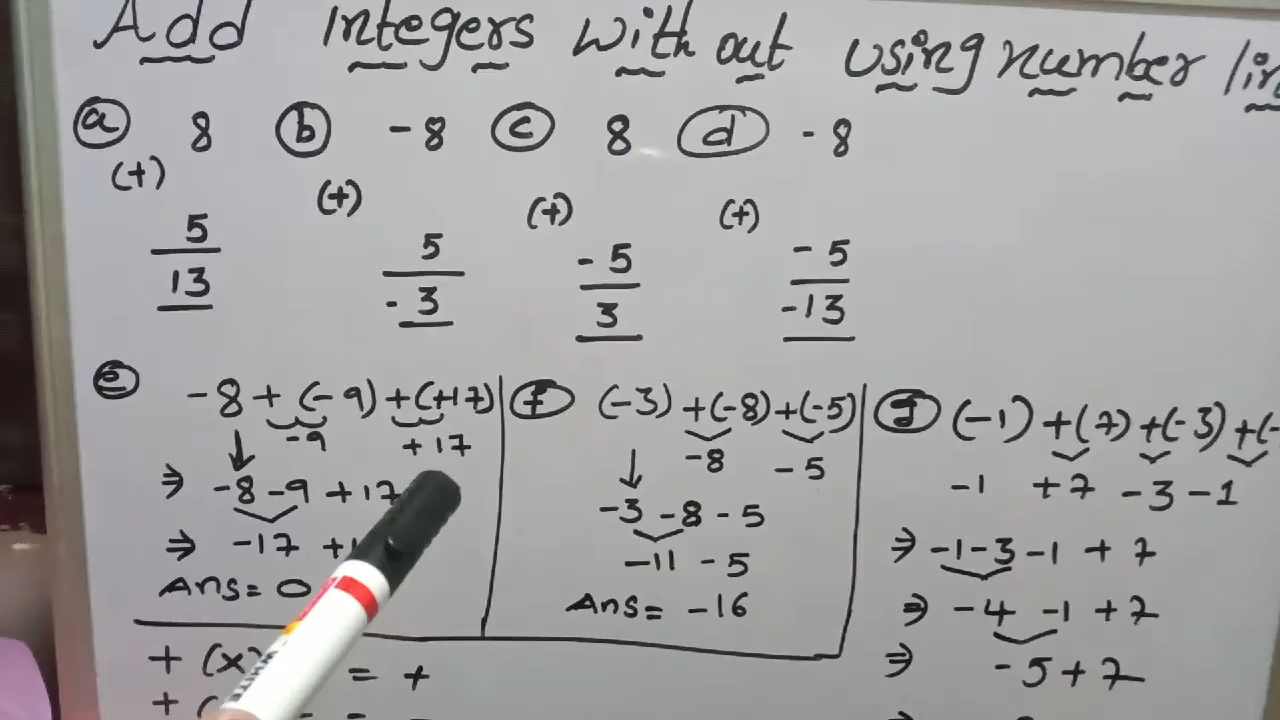 Add integers with out using number
(a) 8 (b) -8 (c) 8 (d) -8
(+) (+) (+) (+)
5 5 -5 -5
13 -3 3 -13
(e) -8 + (-9) + (+17)
-9 +17
⇒ -8 -9 +17
⇒ -17
Ans = 0
(f) (-3) + (-8) + (-5)
-8 -5
-3 -8 -5
-11 -5
Ans = -16
(g) (-1) + (7) + (-3) + (-
-1 +7 -3 -1
⇒ -1 -3 -1 +7
⇒ -4 -1 +7
⇒ -5 +7
+ (x) = +
+